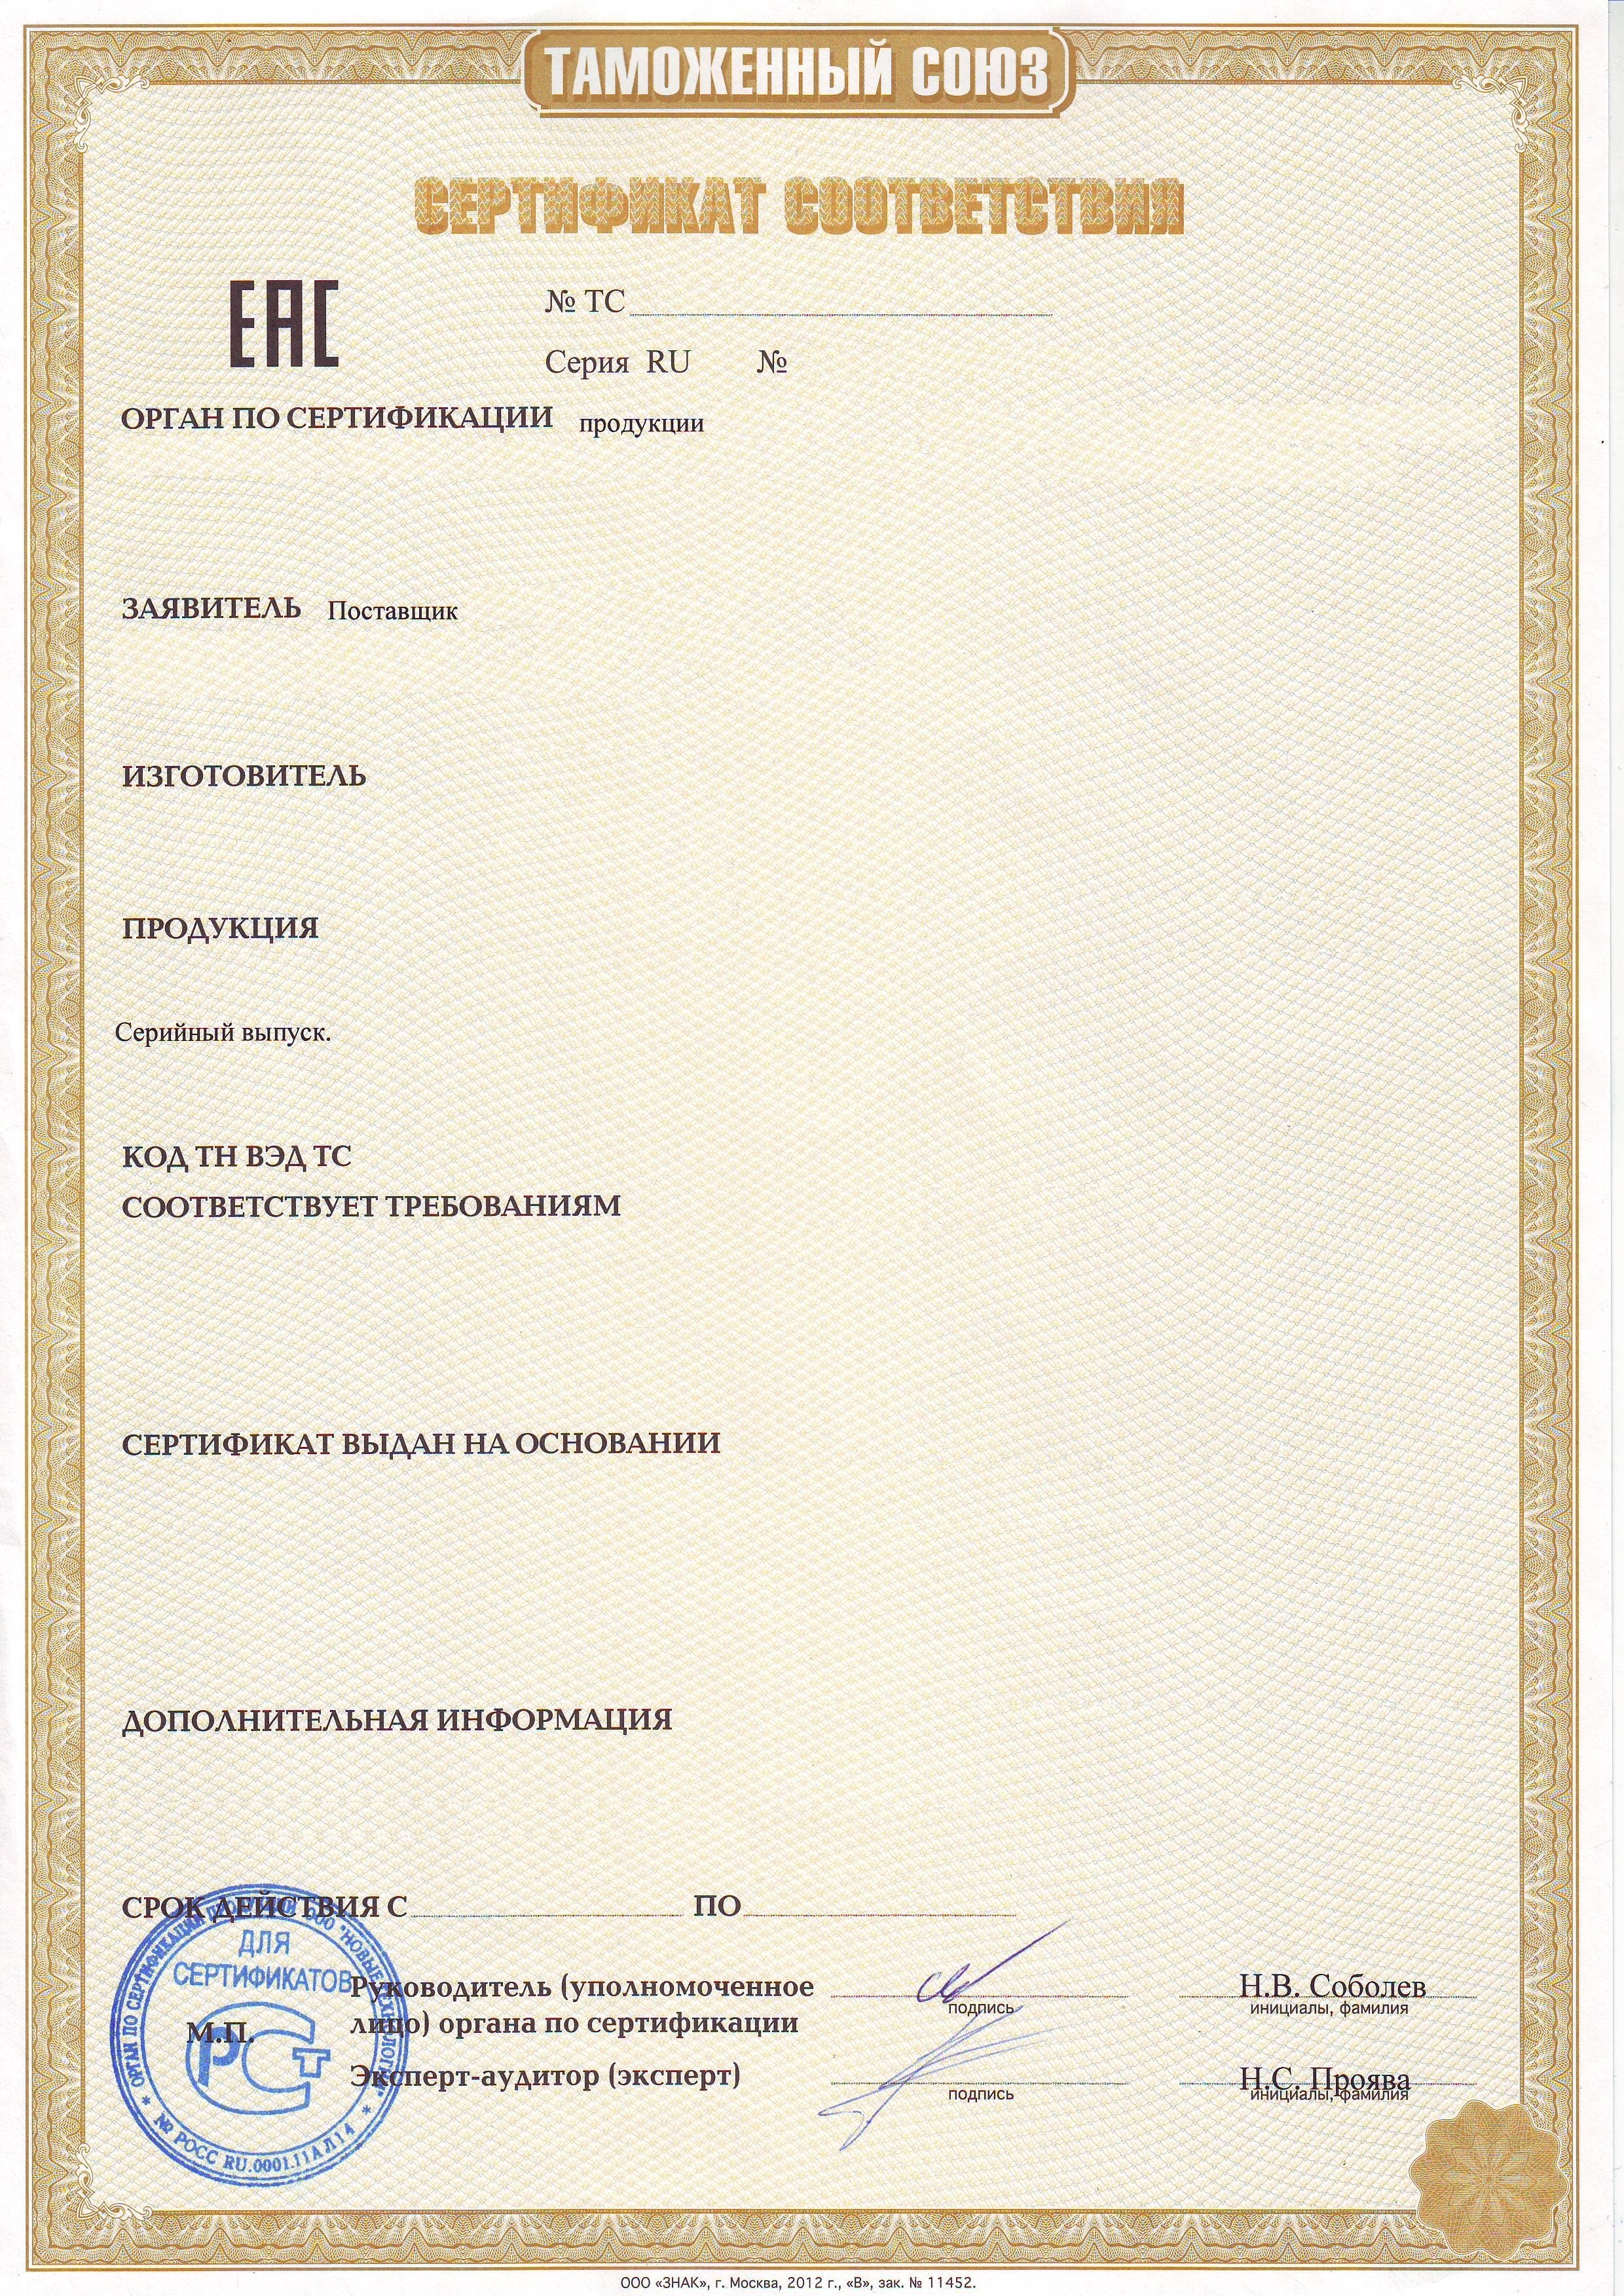 ТАМОЖЕННЫЙ СОЮЗ
СЕРТИФИКАТ СООТВЕТСТВИЯ
ЕАС
№ ТС
Серия RU №
ОРГАН ПО СЕРТИФИКАЦИИ продукции
ЗАЯВИТЕЛЬ Поставщик
ИЗГОТОВИТЕЛЬ
ПРОДУКЦИЯ
Серийный выпуск.
КОД ТН ВЭД ТС
СООТВЕТСТВУЕТ ТРЕБОВАНИЯМ
СЕРТИФИКАТ ВЫДАН НА ОСНОВАНИИ
ДОПОЛНИТЕЛЬНАЯ ИНФОРМАЦИЯ
СРОК ДЕЙСТВИЯ С ПО
ОРГАН ПО СЕРТИФИКАЦИИ ПРОДУКЦИИ ООО "НОВЫЕ ТЕХНОЛОГИИ"
ДЛЯ
СЕРТИФИКАТОВ
РСТ
№ РОСС RU.0001.11АЛ14
М.П.
Руководитель (уполномоченное
лицо) органа по сертификации
подпись
Н.В. Соболев
инициалы, фамилия
Эксперт-аудитор (эксперт)
подпись
Н.С. Проява
инициалы, фамилия
ООО «ЗНАК», г. Москва, 2012 г., «В», зак. № 11452.